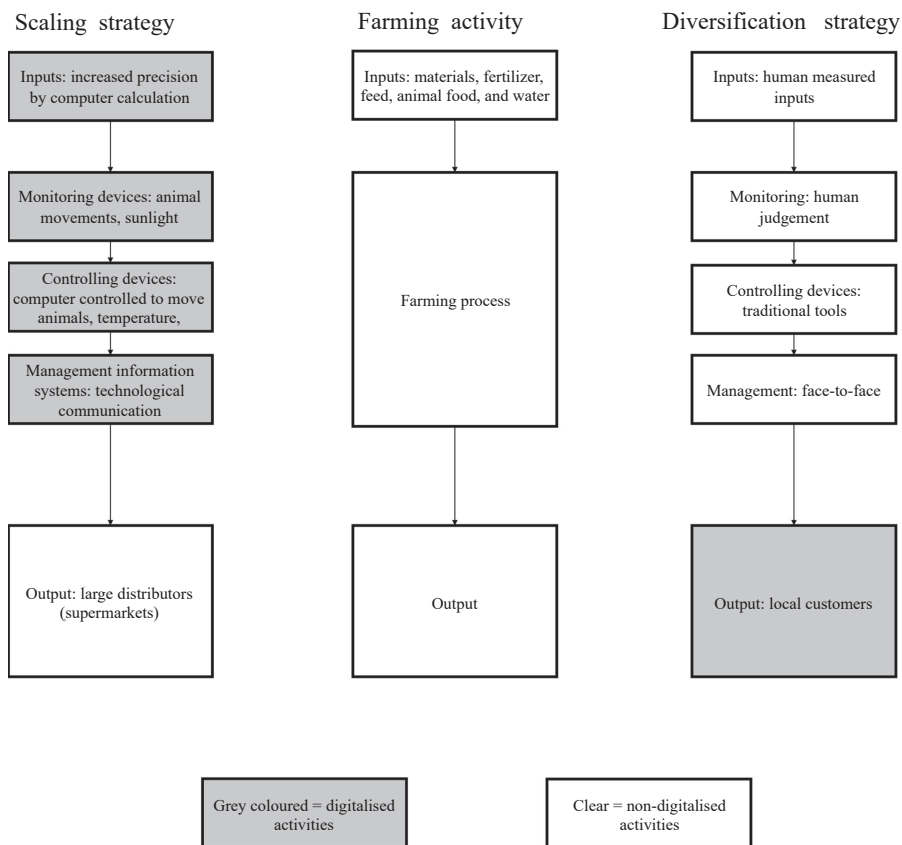 Scaling strategy
Farming activity
Diversification strategy
Inputs: increased precision
by computer calculation
Inputs: materials, fertilizer,
feed, animal food, and water
Inputs: human measured
inputs
Monitoring devices: animal
movements, sunlight
Monitoring: human
judgement
Controlling devices:
computer controlled to move
animals, temperature,
Farming process
Controlling devices:
traditional tools
Management information
systems: technological
communication
Management: face-to-face
Output: large distributors
(supermarkets)
Output
Output: local customers
Grey coloured = digitalised
activities
Clear = non-digitalised
activities